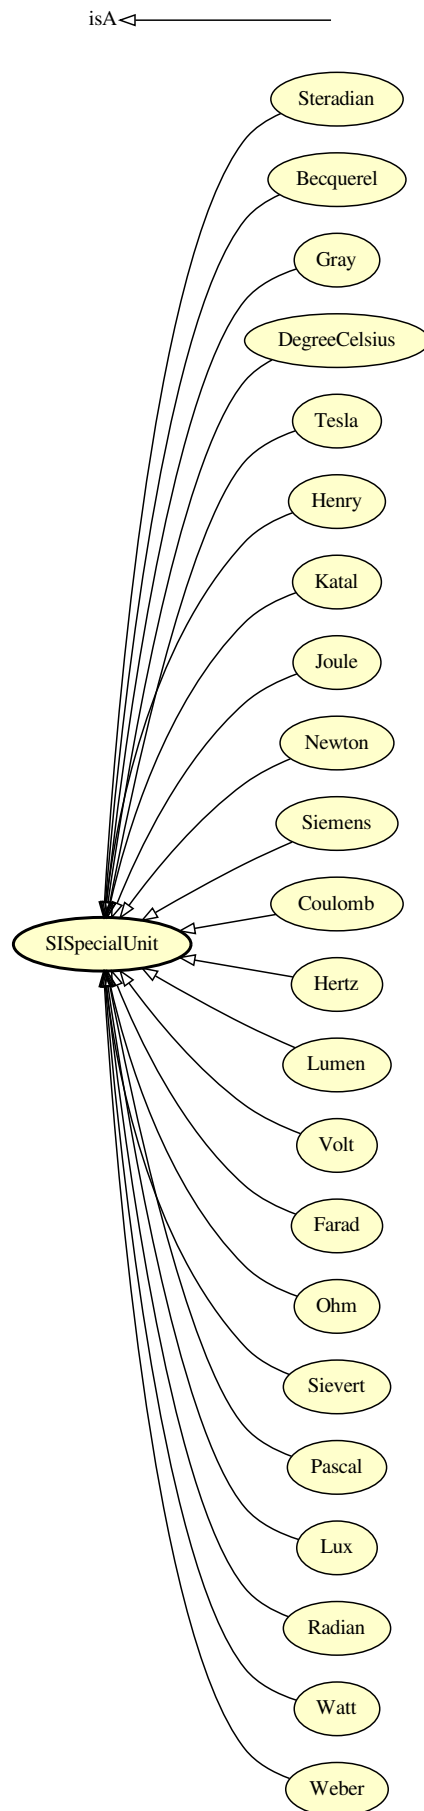 isA
Steradian
Becquerel
Gray
DegreeCelsius
Tesla
Henry
Katal
Joule
Newton
Siemens
Coulomb
SISpecialUnit
Hertz
Lumen
Volt
Farad
Ohm
Sievert
Pascal
Lux
Radian
Watt
Weber